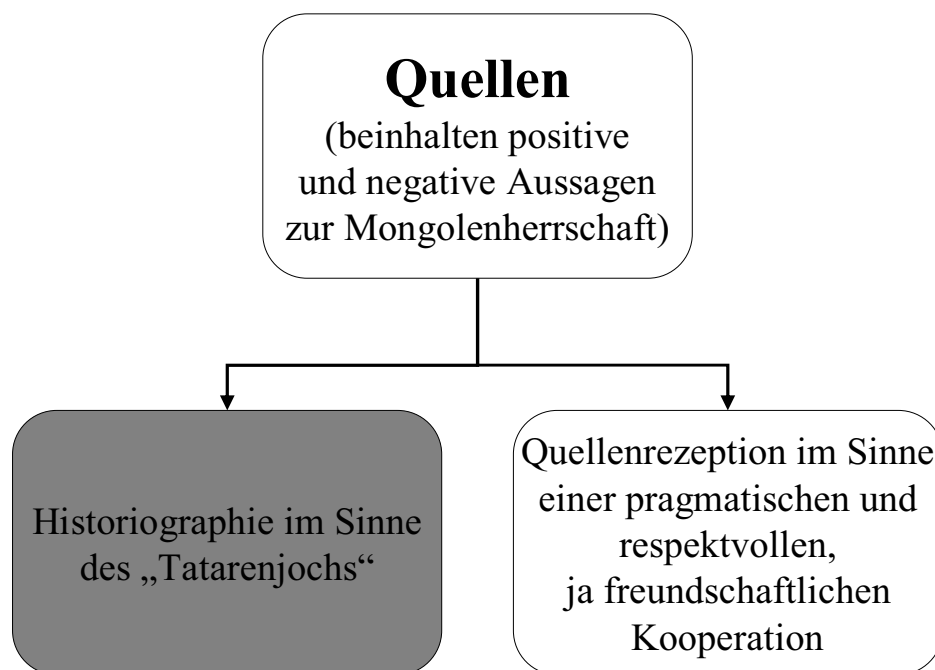 Quellen
(beinhalten positive
und negative Aussagen
zur Mongolenherrschaft)
Historiographie im Sinne
des „Tatarenjochs“
Quellenrezeption im Sinne
einer pragmatischen und
respektvollen,
ja freundschaftlichen
Kooperation